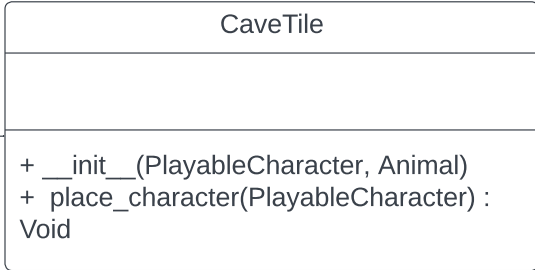 CaveTile
+ __init__(PlayableCharacter, Animal)
+ place_character(PlayableCharacter) :
Void